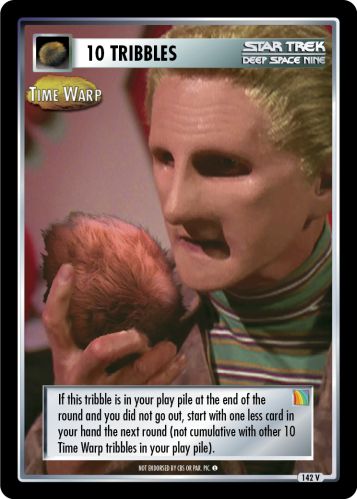 10 TRIBBLES
STAR TREK
DEEP SPACE NINE
TIME WARP
If this tribble is in your play pile at the end of the
round and you did not go out, start with one less card in
your hand the next round (not cumulative with other 10
Time Warp tribbles in your play pile).
NOT ENDORSED BY CBS OR PAR. PIC.
142 V